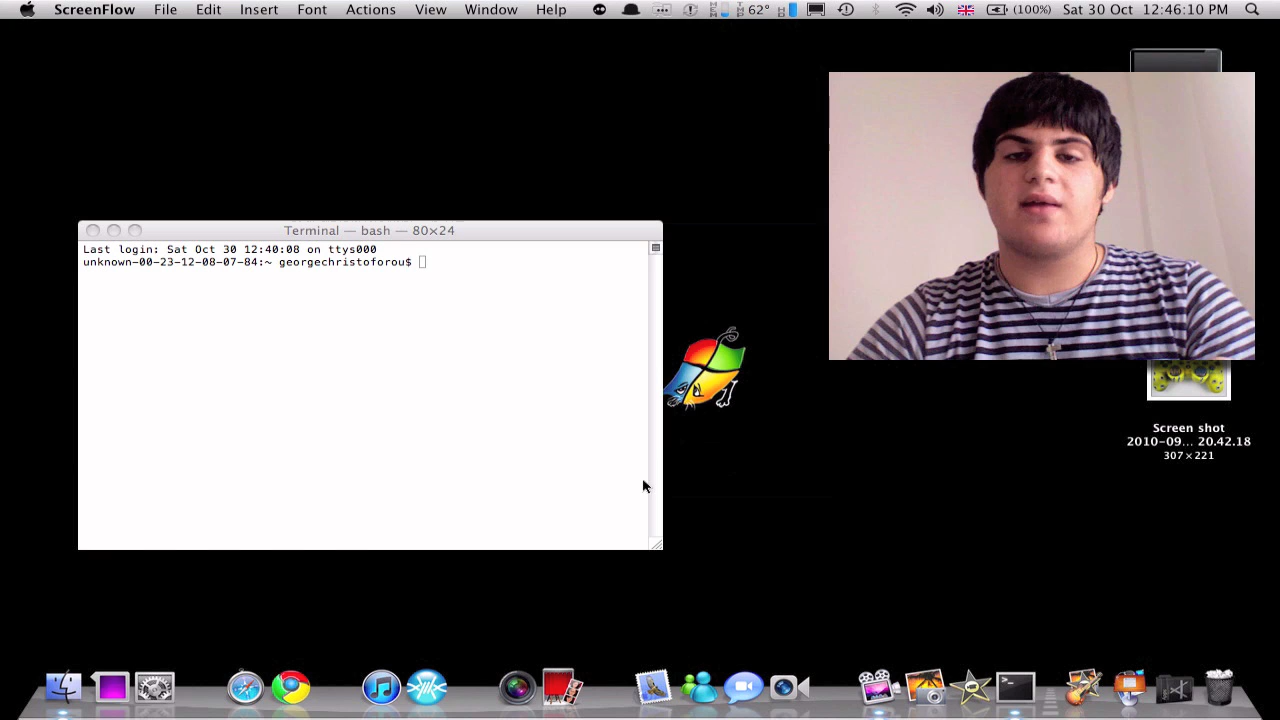 ScreenFlow File Edit Insert Font Actions View Window Help 62° (100%) Sat 30 Oct 12:46:10 PM
Terminal — bash — 80×24
Last login: Sat Oct 30 12:40:08 on ttys000
unknown-00-23-12-08-07-84:~ georgechristoforou$
Screen shot
2010-09... 20.42.18
307×221